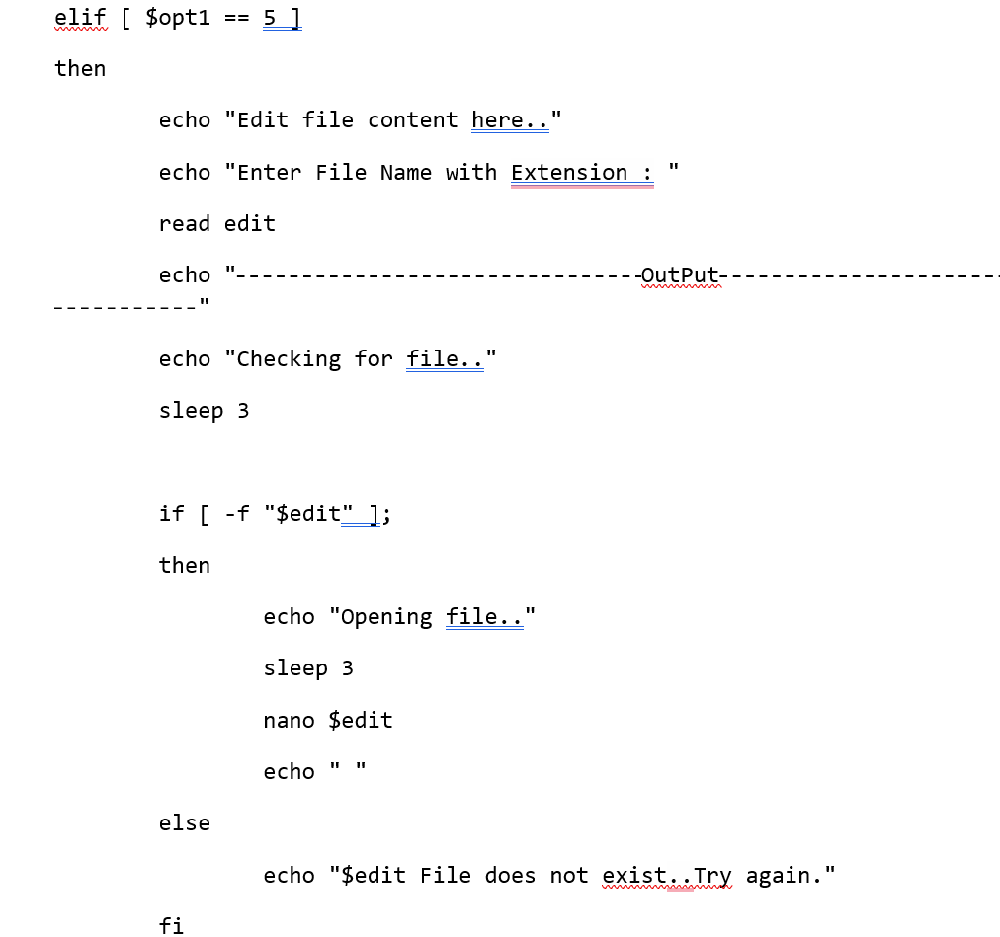 elif [ $opt1 == 5 ]
then
echo "Edit file content here.."
echo "Enter File Name with Extension : "
read edit
echo "-------------------------------OutPut----------------------
-----------"
echo "Checking for file.."
sleep 3
if [ -f "$edit" ];
then
echo "Opening file.."
sleep 3
nano $edit
echo " "
else
echo "$edit File does not exist..Try again."
fi